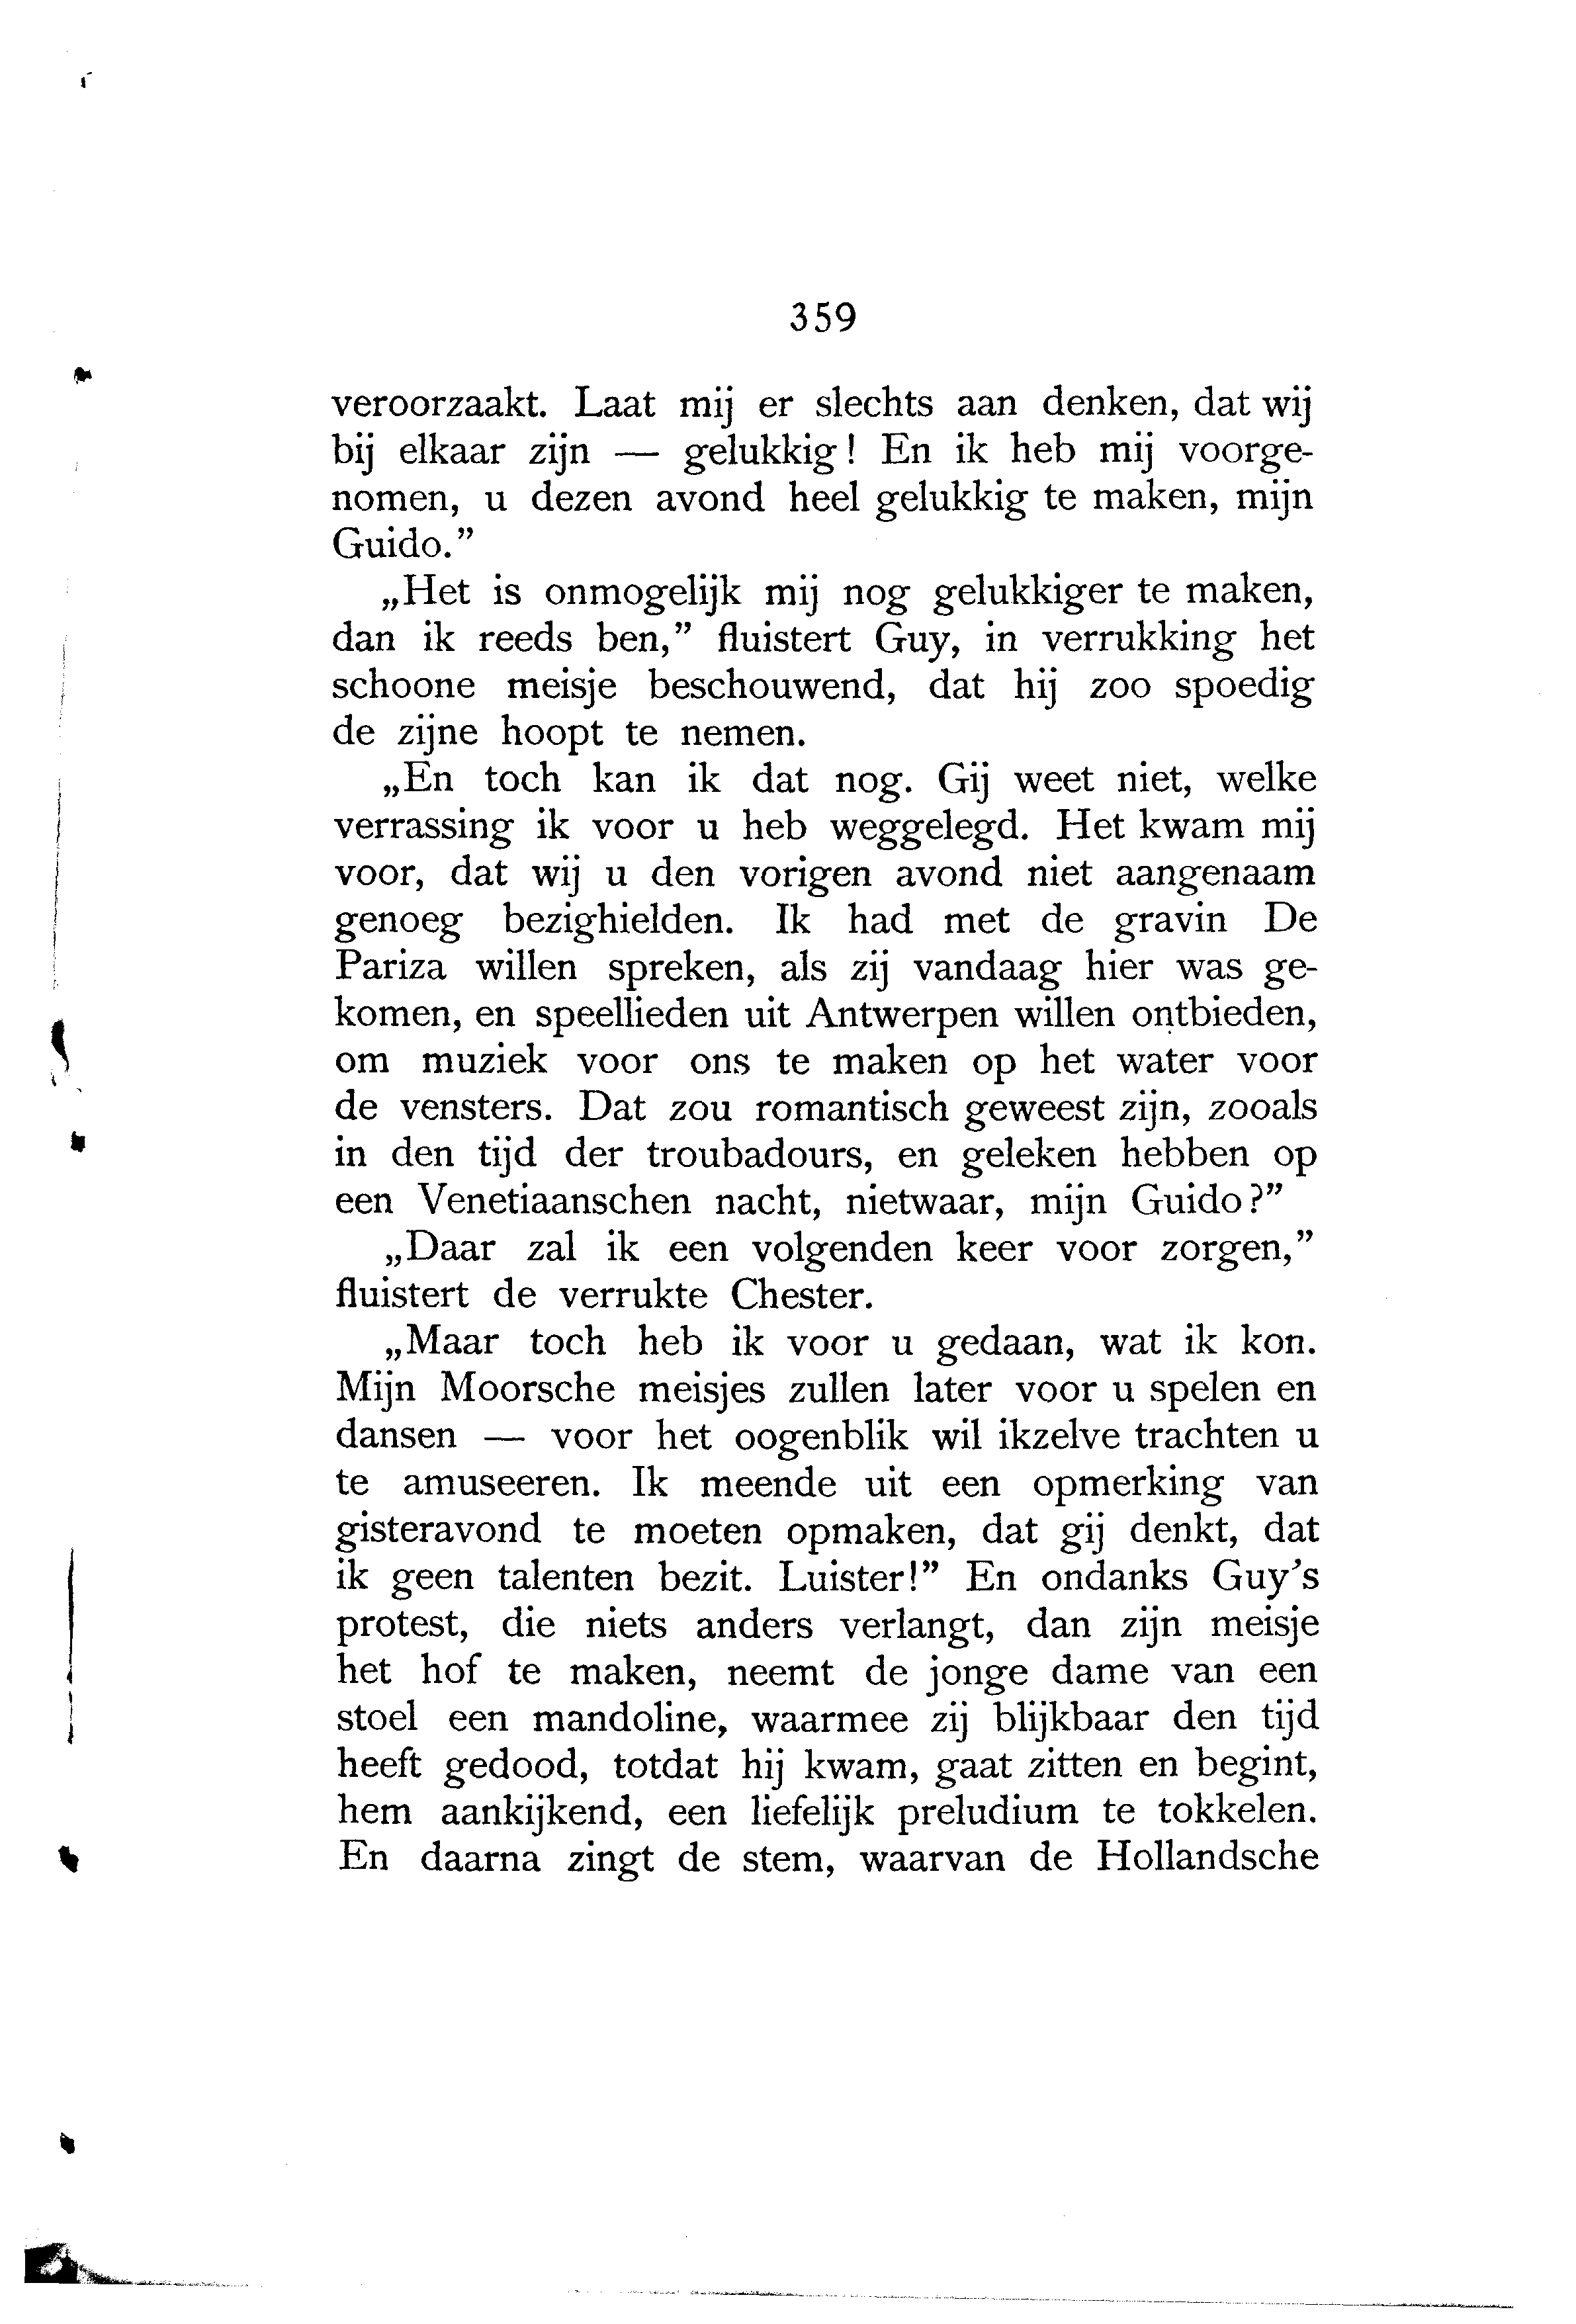 359
veroorzaakt. Laat mij er slechts aan denken, dat wij
bij elkaar zijn — gelukkig! En ik heb mij voorge-
nomen, u dezen avond heel gelukkig te maken, mijn
Guido.”
„Het is onmogelijk mij nog gelukkiger te maken,
dan ik reeds ben,” fluistert Guy, in verrukking het
schoone meisje beschouwend, dat hij zoo spoedig
de zijne hoopt te nemen.
„En toch kan ik dat nog. Gij weet niet, welke
verrassing ik voor u heb weggelegd. Het kwam mij
voor, dat wij u den vorigen avond niet aangenaam
genoeg bezighielden. Ik had met de gravin De
Pariza willen spreken, als zij vandaag hier was ge-
komen, en speellieden uit Antwerpen willen ontbieden,
om muziek voor ons te maken op het water voor
de vensters. Dat zou romantisch geweest zijn, zooals
in den tijd der troubadours, en geleken hebben op
een Venetiaanschen nacht, nietwaar, mijn Guido?”
„Daar zal ik een volgenden keer voor zorgen,”
fluistert de verrukte Chester.
„Maar toch heb ik voor u gedaan, wat ik kon.
Mijn Moorsche meisjes zullen later voor u spelen en
dansen — voor het oogenblik wil ikzelve trachten u
te amuseeren. Ik meende uit een opmerking van
gisteravond te moeten opmaken, dat gij denkt, dat
ik geen talenten bezit. Luister!” En ondanks Guy’s
protest, die niets anders verlangt, dan zijn meisje
het hof te maken, neemt de jonge dame van een
stoel een mandoline, waarmee zij blijkbaar den tijd
heeft gedood, totdat hij kwam, gaat zitten en begint,
hem aankijkend, een liefelijk preludium te tokkelen.
En daarna zingt de stem, waarvan de Hollandsche